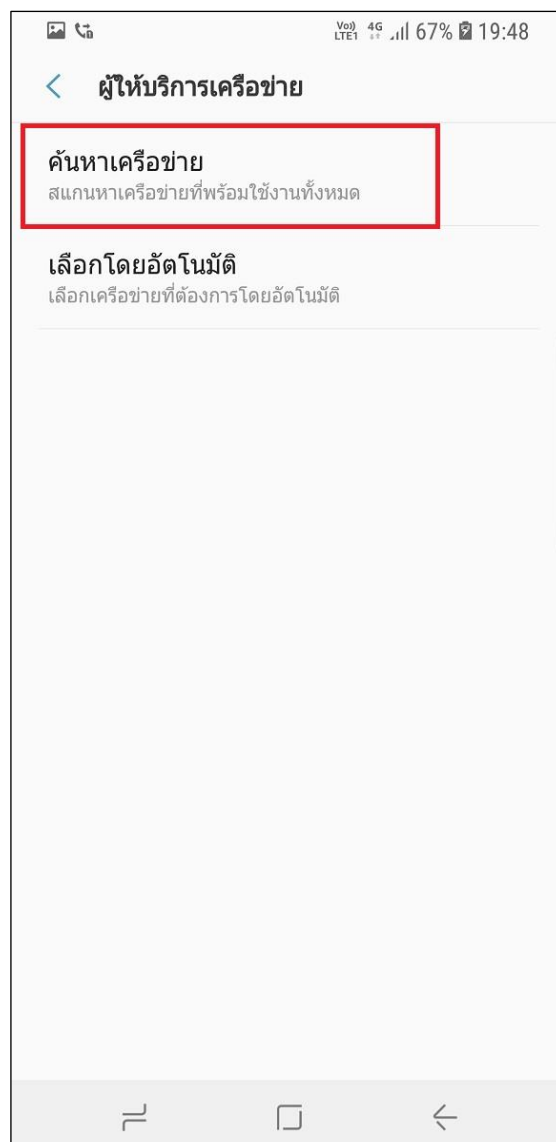 VoD LTE1 4G 67% 19:48
ผู้ให้บริการเครือข่าย
ค้นหาเครือข่าย
สแกนหาเครือข่ายที่พร้อมใช้งานทั้งหมด
เลือกโดยอัตโนมัติ
เลือกเครือข่ายที่ต้องการโดยอัตโนมัติ